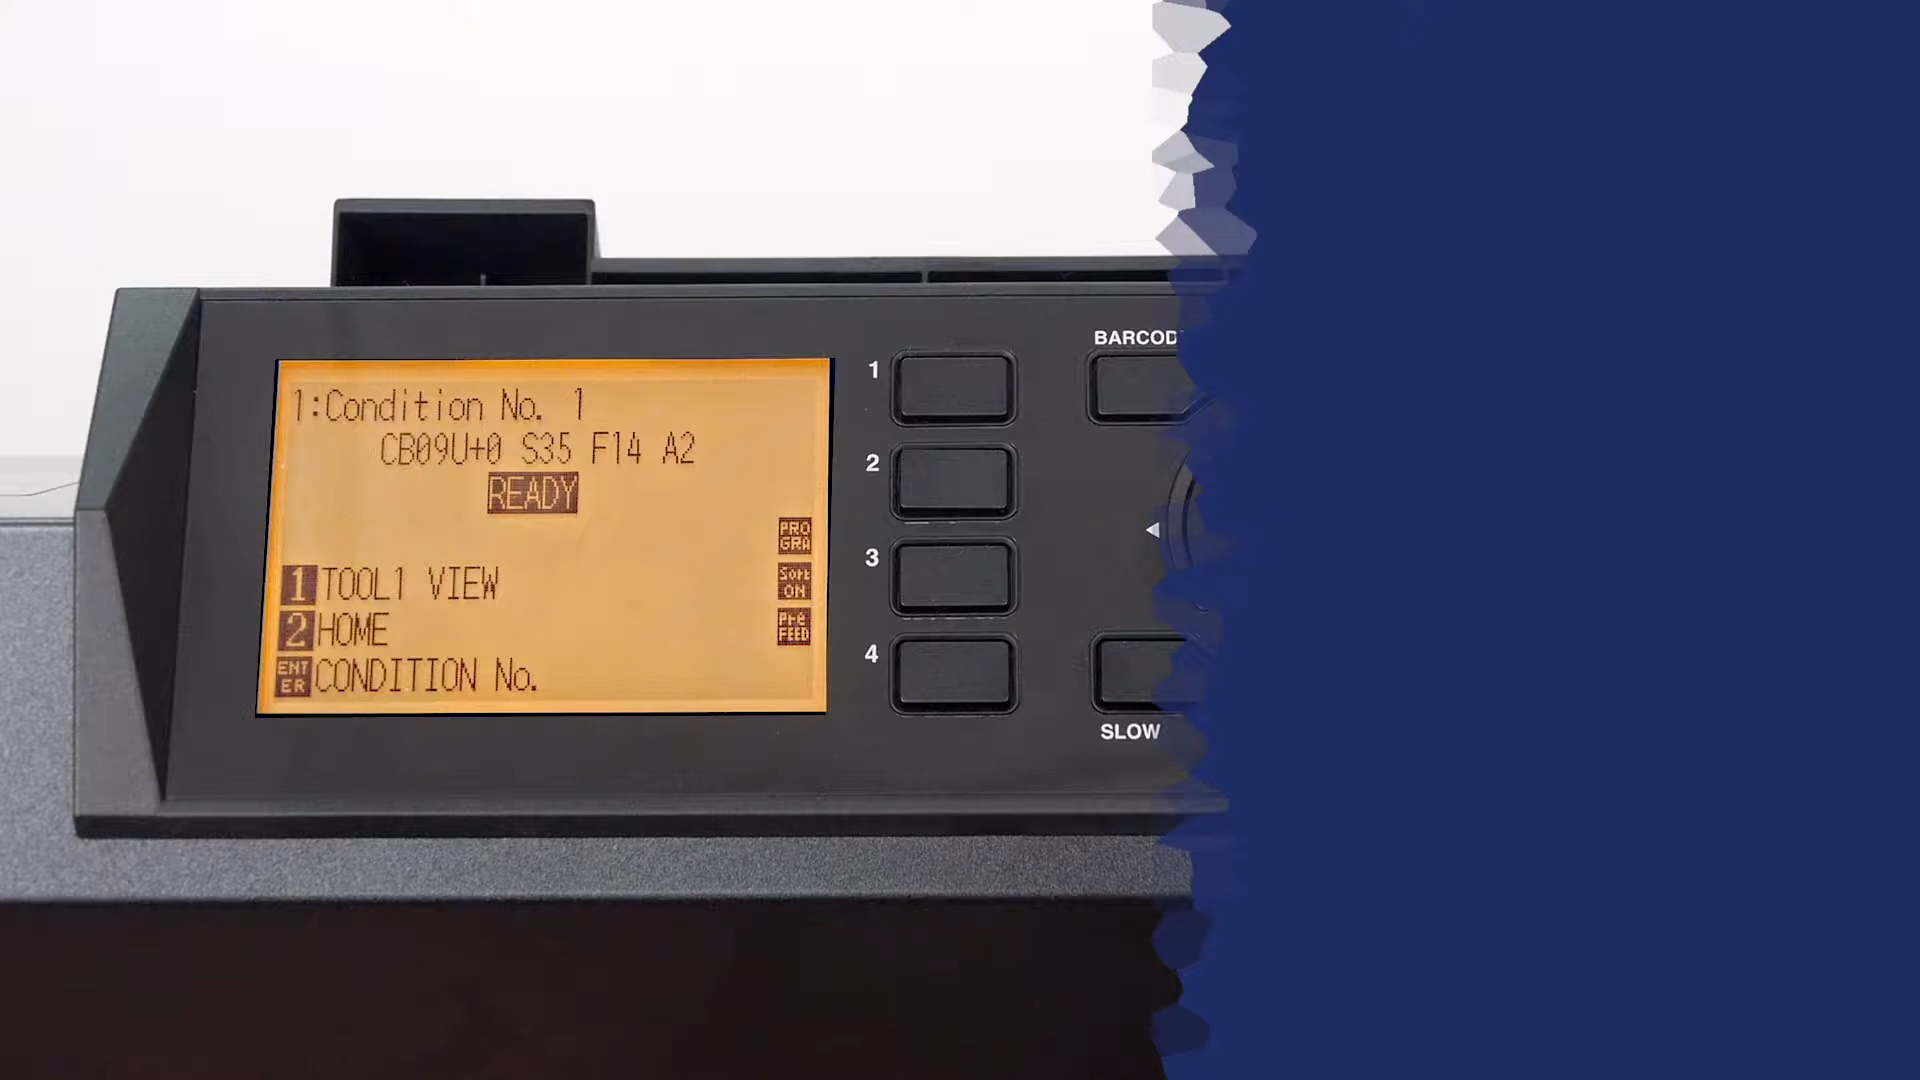 1:Condition No. 1
CB09U+0 S35 F14 A2
READY
PRO
GRA
Sort
ON
Pre
FEED
1 TOOL1 VIEW
2 HOME
ENT
ER CONDITION No.
1
2
3
4
SLOW